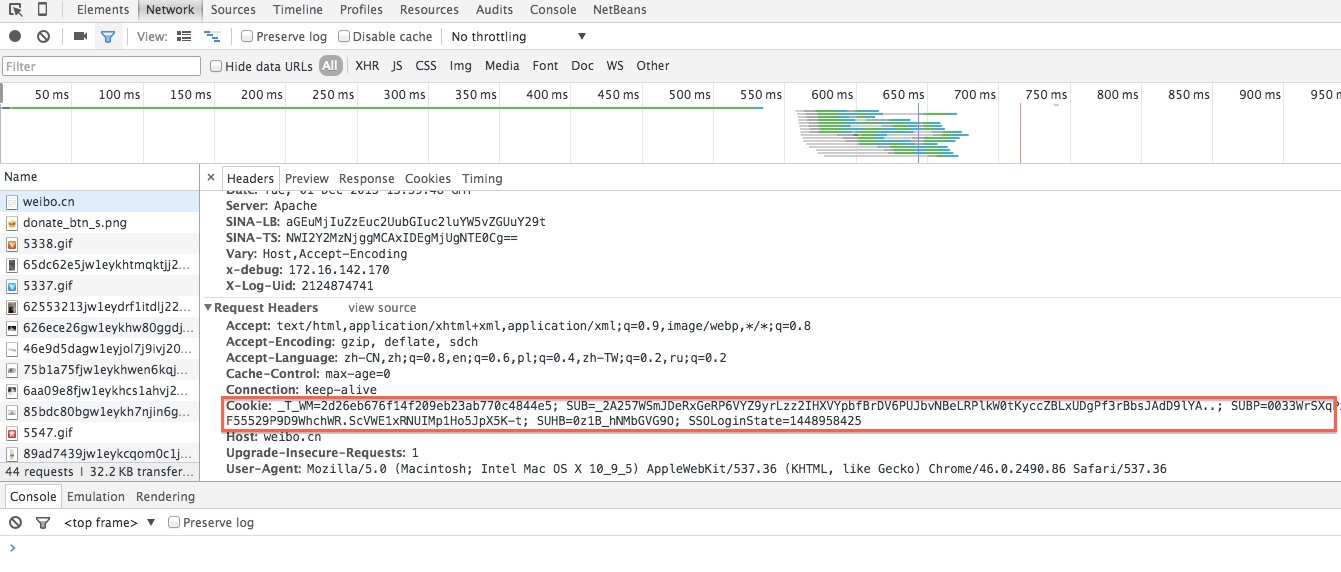 Elements Network Sources Timeline Profiles Resources Audits Console NetBeans
View: Preserve log Disable cache No throttling ▼
Filter Hide data URLs All XHR JS CSS Img Media Font Doc WS Other
50 ms 100 ms 150 ms 200 ms 250 ms 300 ms 350 ms 400 ms 450 ms 500 ms 550 ms 600 ms 650 ms 700 ms 750 ms 800 ms 850 ms 900 ms 950 m
Name
weibo.cn
donate_btn_s.png
5338.gif
65dc62e5jw1eykhtmqktjj2...
5337.gif
62553213jw1eydrf1itdlj22...
626ece26gw1eykhw80ggdj...
46e9d5dagw1eyjol7j9ivj20...
75b1a75fjw1eykhwen6kqj...
6aa09e8fjw1eykhcs1ahvj2...
85bdc80bgw1eykh7njin6g...
5547.gif
89ad7439jw1eykcqom0c1j...
44 requests | 32.2 KB transfer...
× Headers Preview Response Cookies Timing
Date: Tue, 01 Dec 2015 13:39:48 GMT
Server: Apache
SINA-LB: aGEuMjIuZzEuc2UubGIuc2luYW5vZGUuY29t
SINA-TS: NWI2Y2MzNjggMCAxIDEgMjUgNTE0Cg==
Vary: Host,Accept-Encoding
x-debug: 172.16.142.170
X-Log-Uid: 2124874741
▼Request Headers view source
Accept: text/html,application/xhtml+xml,application/xml;q=0.9,image/webp,*/*;q=0.8
Accept-Encoding: gzip, deflate, sdch
Accept-Language: zh-CN,zh;q=0.8,en;q=0.6,pl;q=0.4,zh-TW;q=0.2,ru;q=0.2
Cache-Control: max-age=0
Connection: keep-alive
Cookie: _T_WM=2d26eb676f14f209eb23ab770c4844e5; SUB=_2A257WSmJDeRxGeRP6VYZ9yrLzz2IHXVYpbfBrDV6PUJbvNBeLRPlkW0tKyccZBLxUDgPf3rBbsJAdD9lYA..; SUBP=0033WrSXqP
F55529P9D9WhchWR.ScVWE1xRNUIMp1Ho5JpX5K-t; SUHB=0z1B_hNMbGVG9O; SSOLoginState=1448958425
Host: weibo.cn
Upgrade-Insecure-Requests: 1
User-Agent: Mozilla/5.0 (Macintosh; Intel Mac OS X 10_9_5) AppleWebKit/537.36 (KHTML, like Gecko) Chrome/46.0.2490.86 Safari/537.36
Console Emulation Rendering
<top frame> ▼ Preserve log
>